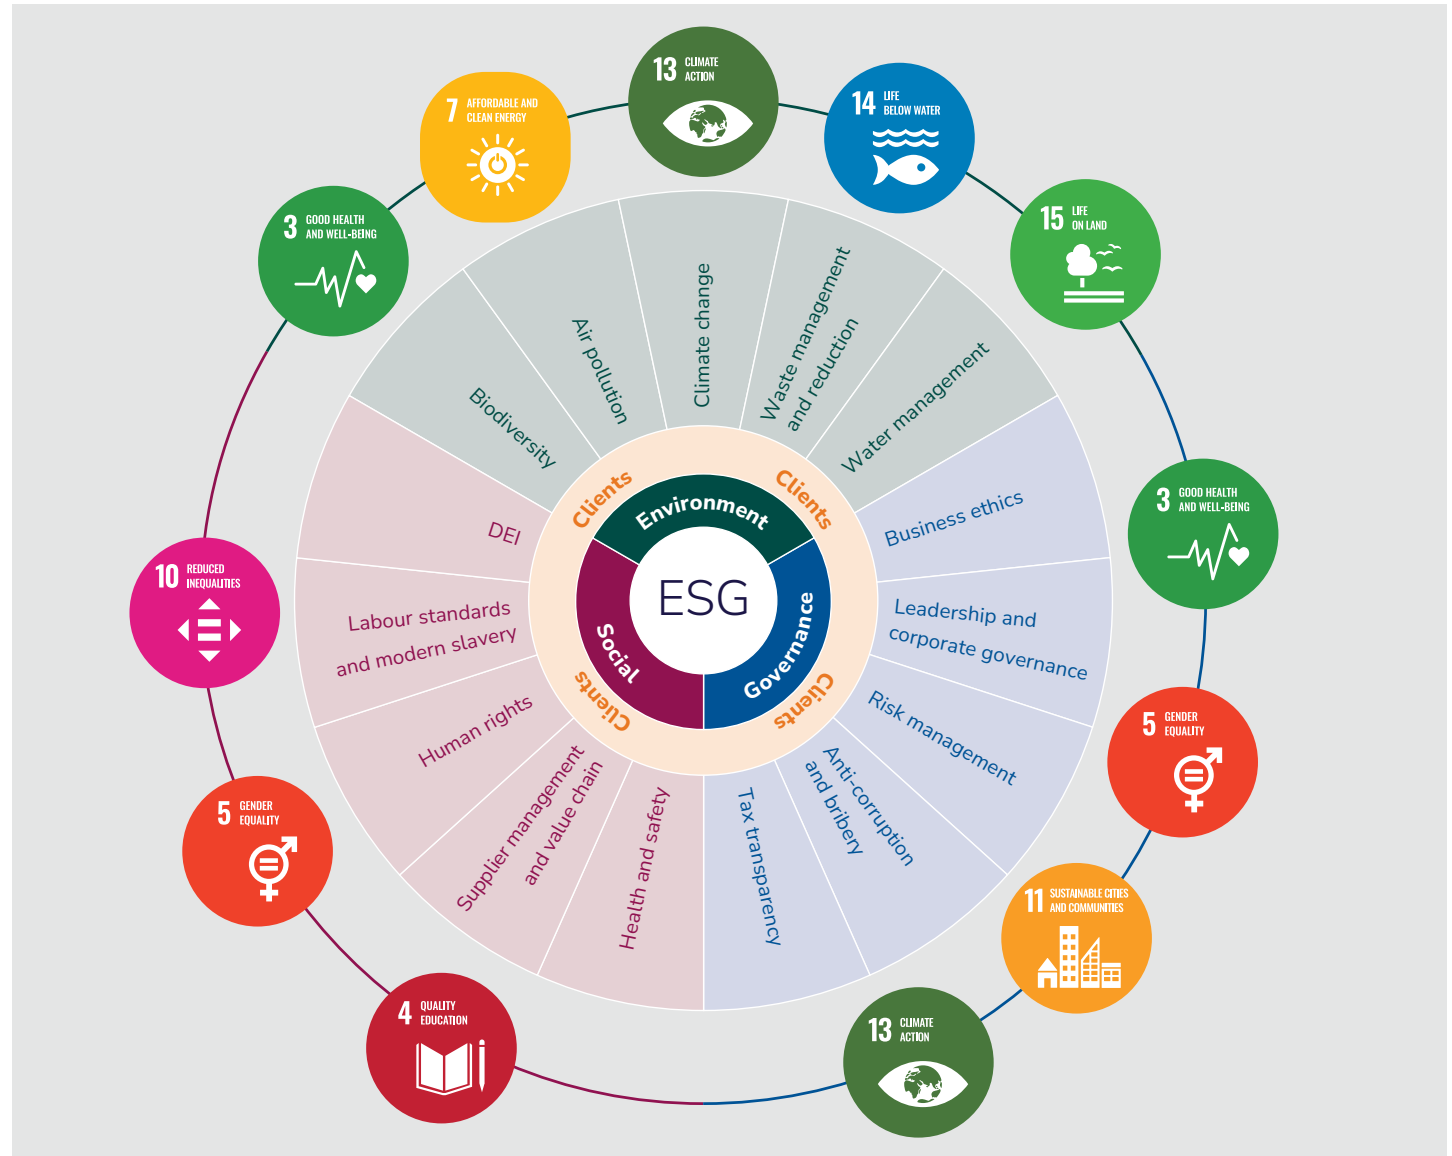 13 CLIMATE
ACTION
14 LIFE
BELOW WATER
15 LIFE
ON LAND
3 GOOD HEALTH
AND WELL-BEING
5 GENDER
EQUALITY
11 SUSTAINABLE CITIES
AND COMMUNITIES
13 CLIMATE
ACTION
4 QUALITY
EDUCATION
5 GENDER
EQUALITY
10 REDUCED
INEQUALITIES
3 GOOD HEALTH
AND WELL-BEING
7 AFFORDABLE AND
CLEAN ENERGY
Biodiversity
Air pollution
Climate change
Waste management
and reduction
Water management
Business ethics
Leadership and
corporate governance
Risk management
Anti-corruption
and bribery
Tax transparency
Health and safety
Supplier management
and value chain
Human rights
Labour standards
and modern slavery
DEI
Clients
Clients
Clients
Clients
Environment
Governance
Social
ESG